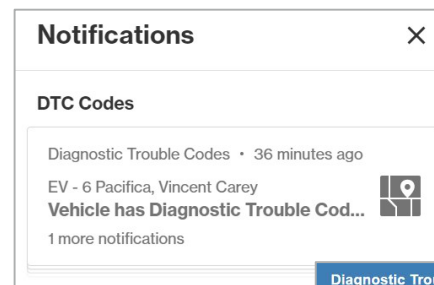 Notifications
DTC Codes
Diagnostic Trouble Codes • 36 minutes ago
EV - 6 Pacifica, Vincent Carey
Vehicle has Diagnostic Trouble Cod...
1 more notifications
Diagnostic Trou